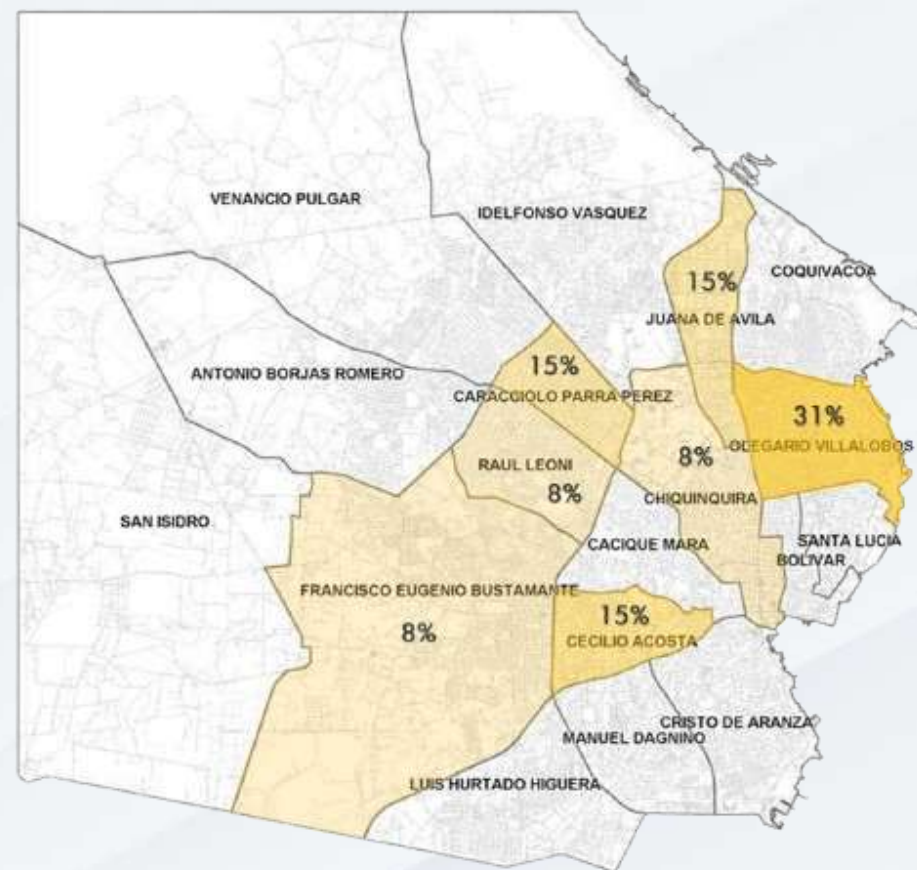 VENANCIO PULGAR
IDELFONSO VASQUEZ
COQUIVACOA
15%
JUANA DE AVILA
ANTONIO BORJAS ROMERO
15%
CARACCIOLO PARRA PEREZ
31%
OLEGARIO VILLALOBOS
RAUL LEONI
8%
8%
CHIQUINQUIRA
SAN ISIDRO
CACIQUE MARA
SANTA LUCIA
BOLIVAR
FRANCISCO EUGENIO BUSTAMANTE
8%
15%
CECILIO ACOSTA
CRISTO DE ARANZA
MANUEL DAGNINO
LUIS HURTADO HIGUERA